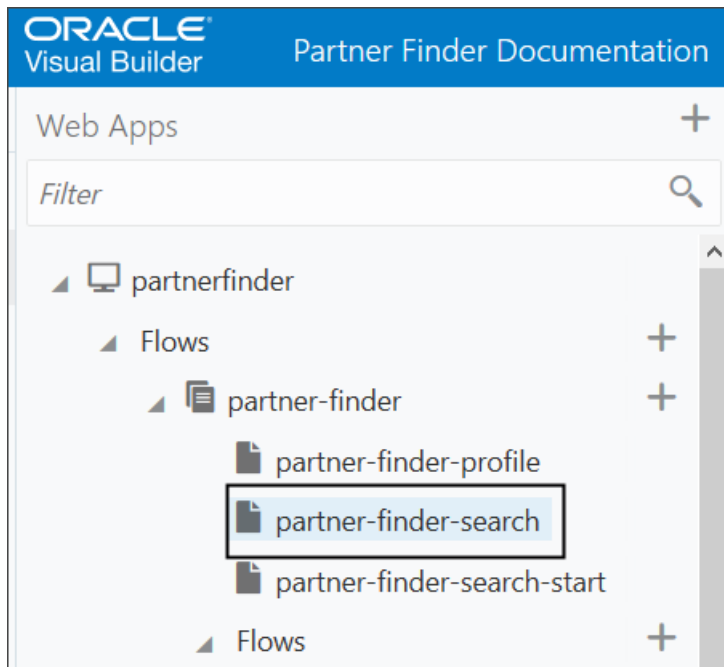 ORACLE
Visual Builder
Partner Finder Documentation
Web Apps
Filter
partnerfinder
Flows
partner-finder
partner-finder-profile
partner-finder-search
partner-finder-search-start
Flows